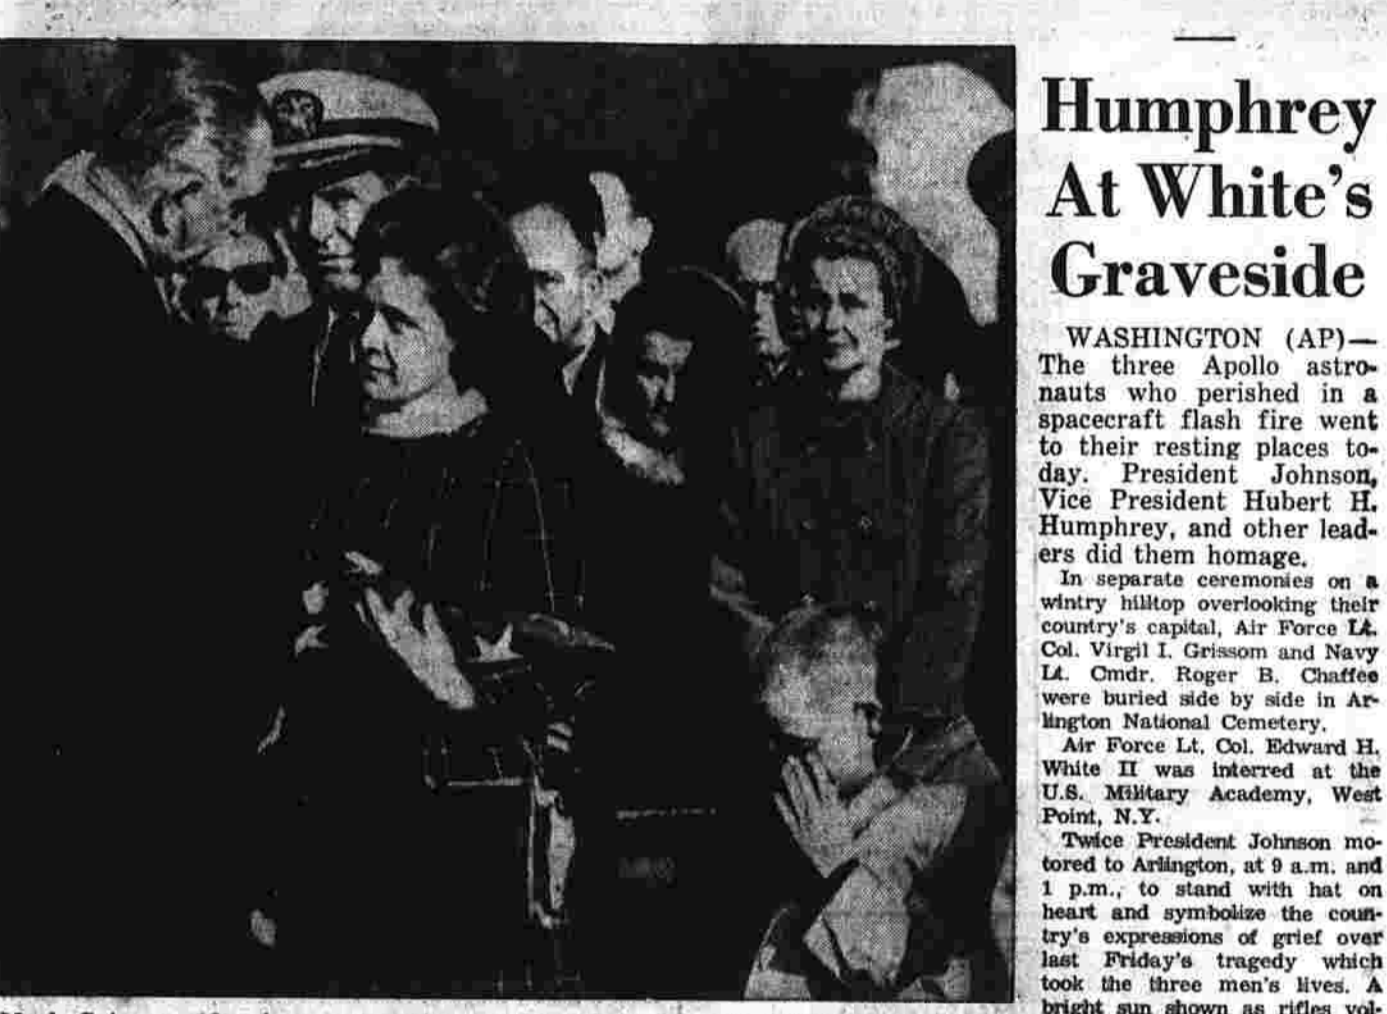 Humphrey
At White's
Graveside
WASHINGTON (AP)—
The three Apollo astro-
nauts who perished in a
spacecraft flash fire went
to their resting places to-
day. President Johnson,
Vice President Hubert H.
Humphrey, and other lead-
ers did them homage.
In separate ceremonies on a
wintry hilltop overlooking their
country's capital, Air Force Lt.
Col. Virgil I. Grissom and Navy
Lt. Cmdr. Roger B. Chaffee
were buried side by side in Ar-
lington National Cemetery.
Air Force Lt. Col. Edward H.
White II was interred at the
U.S. Military Academy, West
Point, N.Y.
Twice President Johnson mo-
tored to Arlington, at 9 a.m. and
1 p.m., to stand with hat on
heart and symbolize the coun-
try's expressions of grief over
last Friday's tragedy which
took the three men's lives. A
bright sun shown as rifles vol-